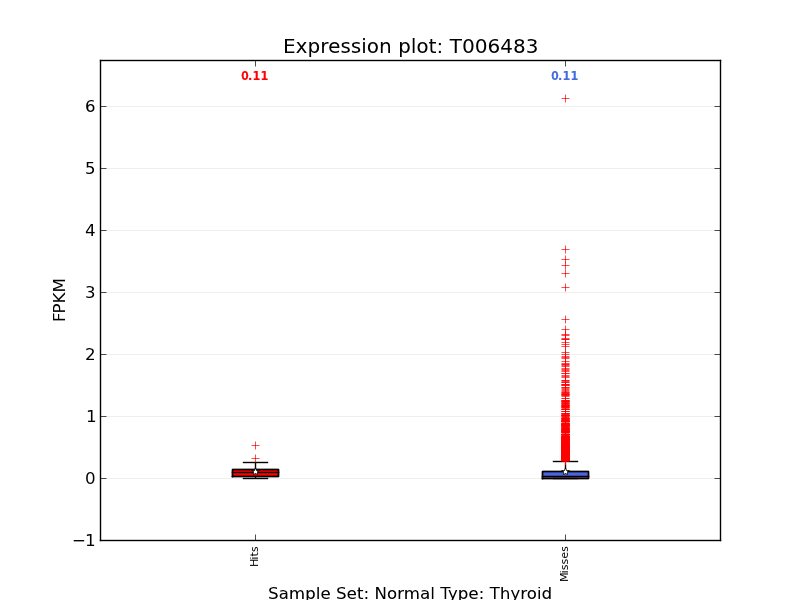 Expression plot: T006483
0.11
0.11
6
5
4
3
2
1
0
−1
FPKM
Hits
Misses
Sample Set: Normal Type: Thyroid